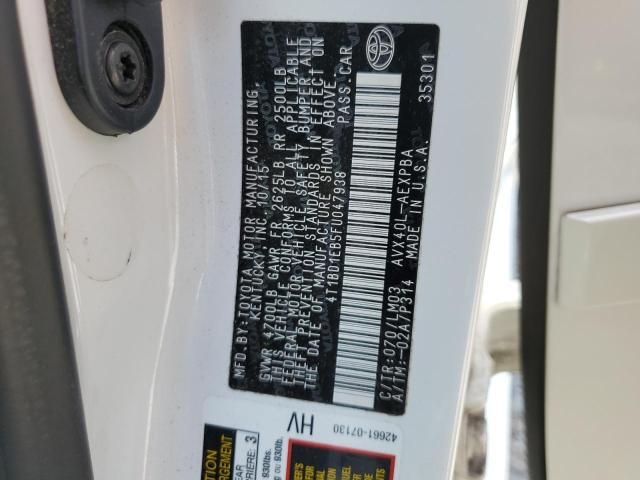 MFD.BY:TOYOTA MOTOR MANUFACTURING,
KENTUCKY, INC. 10/15
GVWR 4700LB GAWR FR 2625LB RR 2500LB
THIS VEHICLE CONFORMS TO ALL APPLICABLE
FEDERAL MOTOR VEHICLE SAFETY, BUMPER, AND
THEFT PREVENTION STANDARDS IN EFFECT ON
THE DATE OF MANUFACTURE SHOWN ABOVE.
4T1BD1EB5FU047938 PASS.CAR
C/TR:070/LM03 AVX40L-AEXPBA
A/TM:-02A/P314 MADE IN U.S.A. 35301
HV
42661-07130